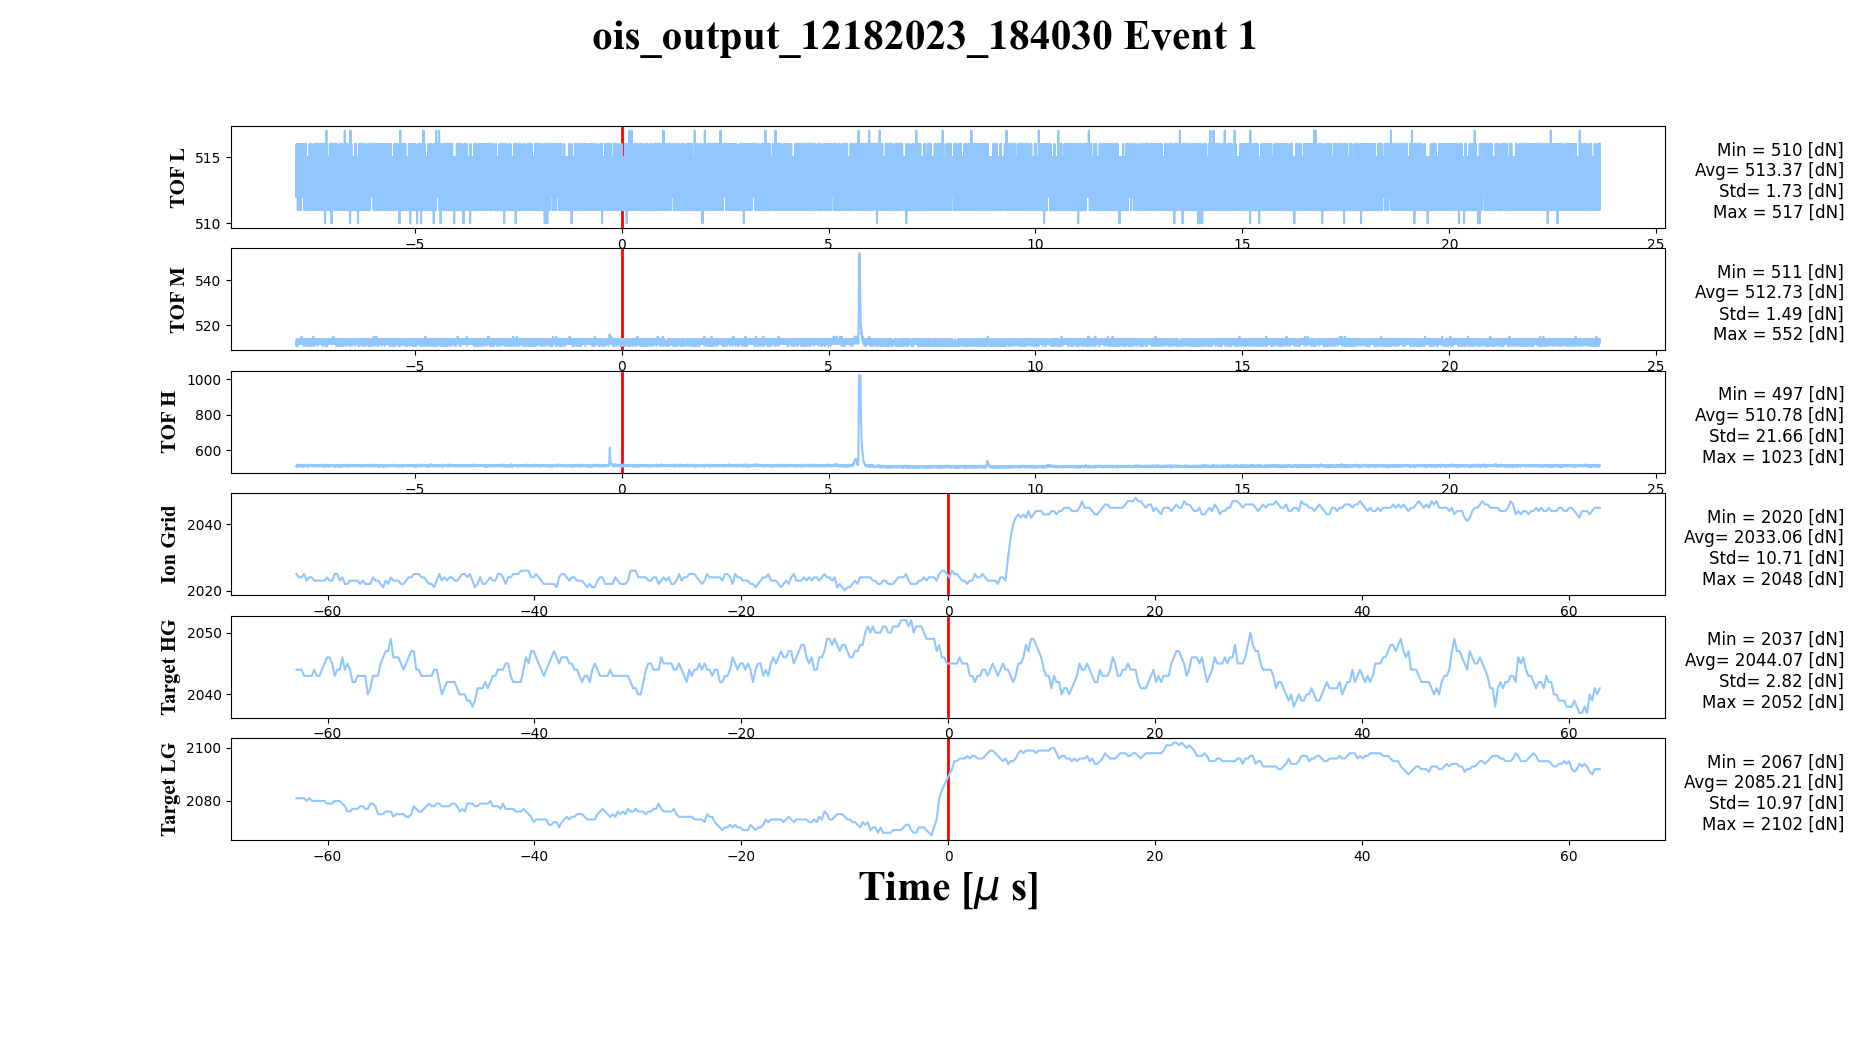 ois_output_12182023_184030 Event 1
TOF L
515
510
−5 0 5 10 15 20 25
Min = 510 [dN]
Avg= 513.37 [dN]
Std= 1.73 [dN]
Max = 517 [dN]
TOF M
540
520
−5 0 5 10 15 20 25
Min = 511 [dN]
Avg= 512.73 [dN]
Std= 1.49 [dN]
Max = 552 [dN]
TOF H
1000
800
600
−5 0 5 10 15 20 25
Min = 497 [dN]
Avg= 510.78 [dN]
Std= 21.66 [dN]
Max = 1023 [dN]
Ion Grid
2040
2020
−60 −40 −20 0 20 40 60
Min = 2020 [dN]
Avg= 2033.06 [dN]
Std= 10.71 [dN]
Max = 2048 [dN]
Target HG
2050
2040
−60 −40 −20 0 20 40 60
Min = 2037 [dN]
Avg= 2044.07 [dN]
Std= 2.82 [dN]
Max = 2052 [dN]
Target LG
2100
2080
−60 −40 −20 0 20 40 60
Min = 2067 [dN]
Avg= 2085.21 [dN]
Std= 10.97 [dN]
Max = 2102 [dN]
Time [μ s]